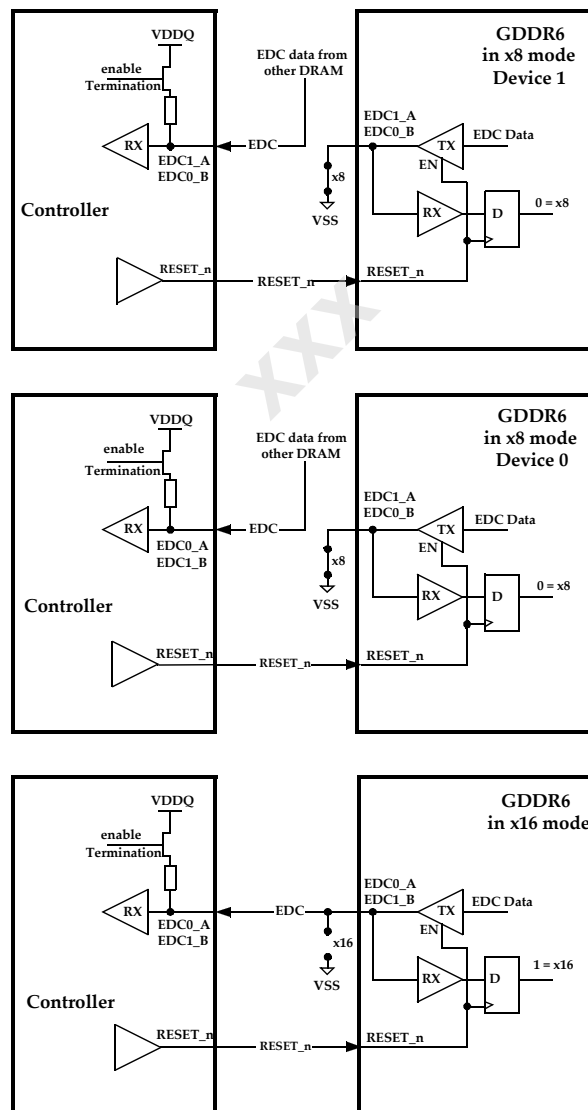 GDDR6
in x8 mode
Device 1
VDDQ
enable
Termination
EDC data from
other DRAM
EDC1_A
EDC0_B
TX
EDC Data
RX
EDC
EDC1_A
EDC0_B
EN
x8
VSS
RX
D
0 = x8
Controller
RESET_n
RESET_n
RESET_n
xxx
GDDR6
in x8 mode
Device 0
VDDQ
enable
Termination
EDC data from
other DRAM
EDC1_A
EDC0_B
TX
EDC Data
RX
EDC
EDC0_A
EDC1_B
EN
x8
VSS
RX
D
0 = x8
Controller
RESET_n
RESET_n
RESET_n
GDDR6
in x16 mode
VDDQ
enable
Termination
EDC0_A
EDC1_B
TX
EDC Data
RX
EDC
EDC0_A
EDC1_B
EN
x16
VSS
RX
D
1 = x16
Controller
RESET_n
RESET_n
RESET_n